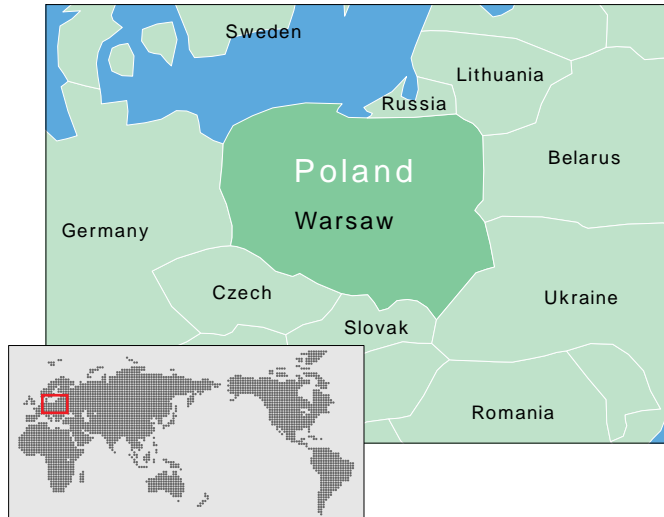 Sweden
Lithuania
Russia
Belarus
Poland
Warsaw
Germany
Czech
Ukraine
Slovak
Romania